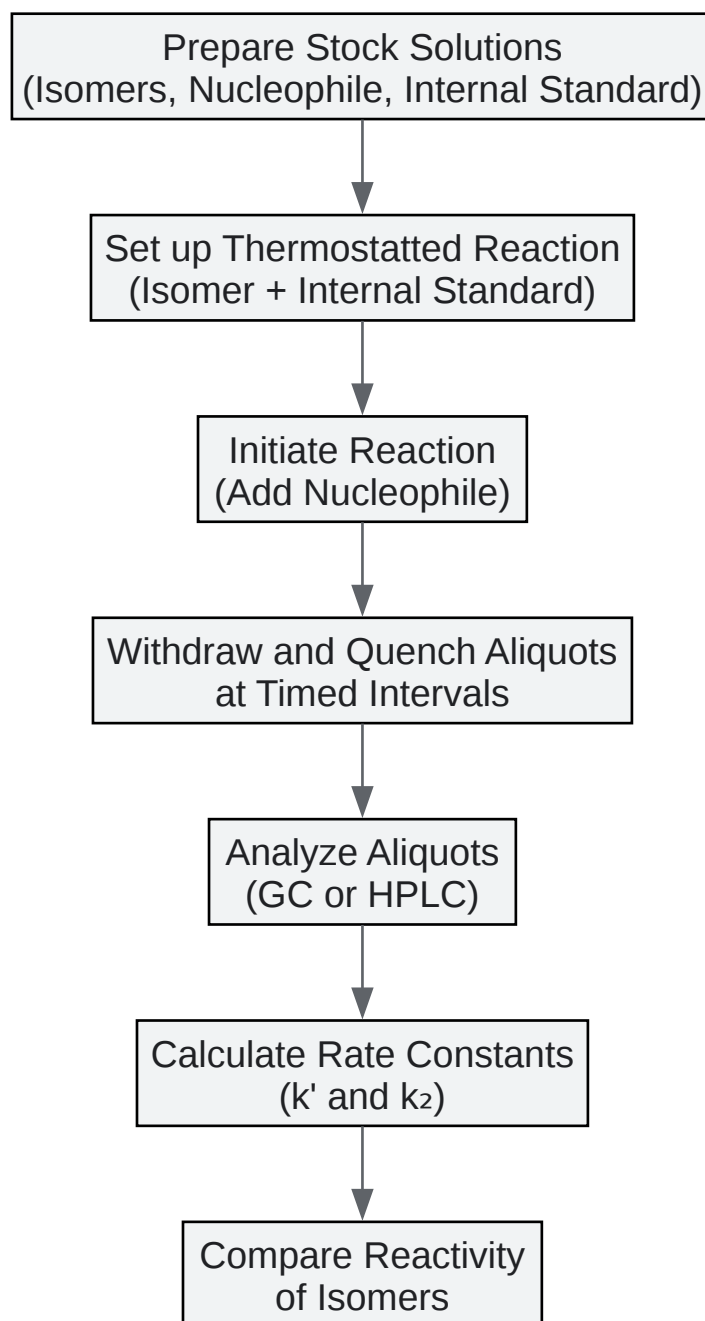 Prepare Stock Solutions
(Isomers, Nucleophile, Internal Standard)
Set up Thermostatted Reaction
(Isomer + Internal Standard)
Initiate Reaction
(Add Nucleophile)
Withdraw and Quench Aliquots
at Timed Intervals
Analyze Aliquots
(GC or HPLC)
Calculate Rate Constants
(k' and k₂)
Compare Reactivity
of Isomers